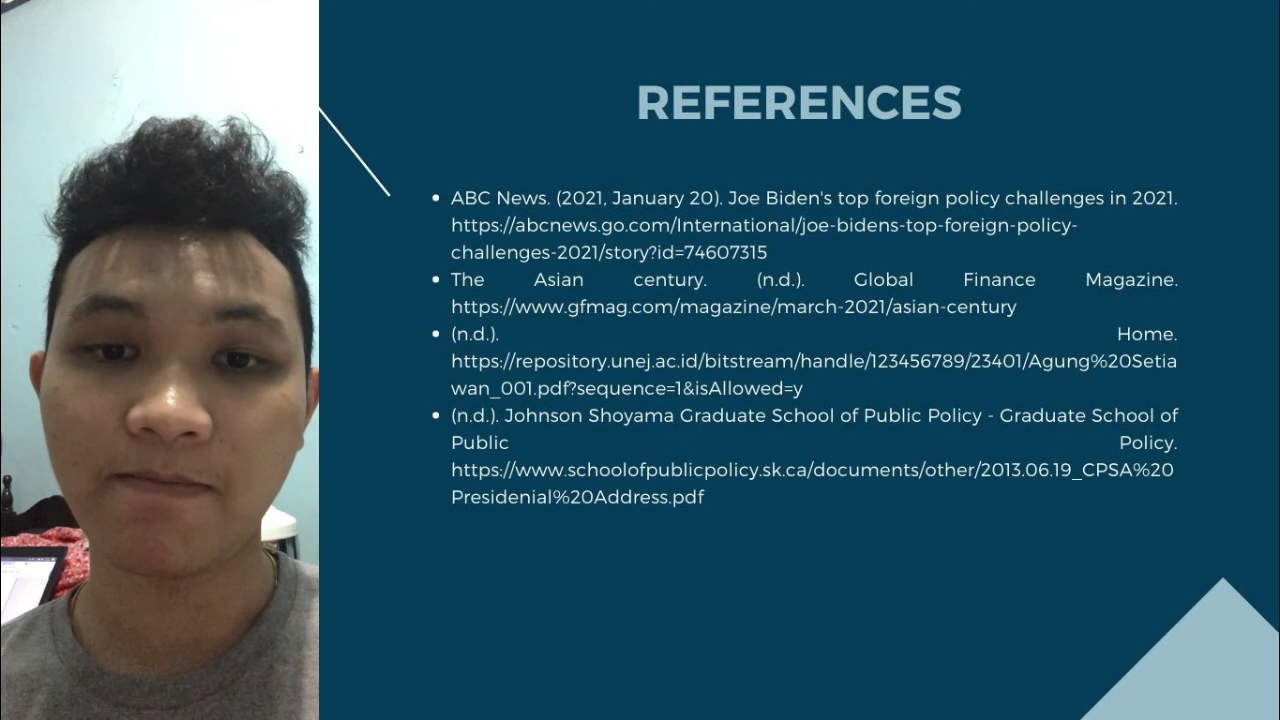 REFERENCES
ABC News. (2021, January 20). Joe Biden's top foreign policy challenges in 2021.
https://abcnews.go.com/International/joe-bidens-top-foreign-policy-
challenges-2021/story?id=74607315
The Asian century. (n.d.). Global Finance Magazine.
https://www.gfmag.com/magazine/march-2021/asian-century
(n.d.). Home.
https://repository.unej.ac.id/bitstream/handle/123456789/23401/Agung%20Setia
wan_001.pdf?sequence=1&isAllowed=y
(n.d.). Johnson Shoyama Graduate School of Public Policy - Graduate School of
Public Policy.
https://www.schoolofpublicpolicy.sk.ca/documents/other/2013.06.19_CPSA%20
Presidenial%20Address.pdf